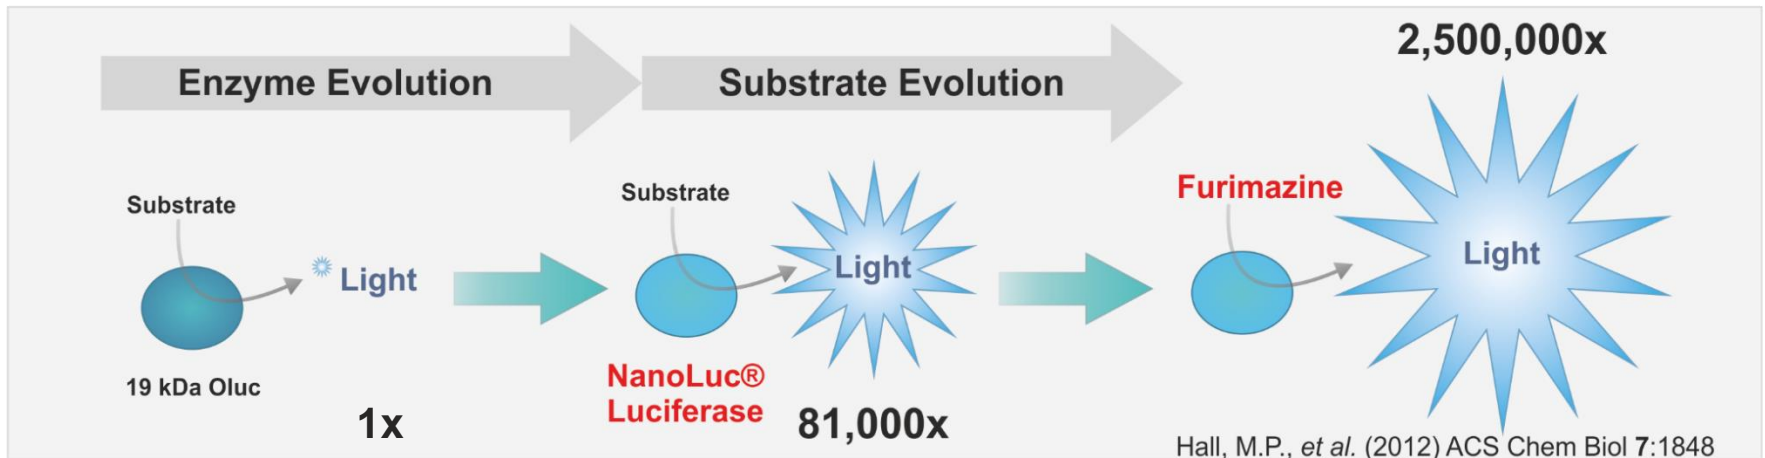 Enzyme Evolution
Substrate Evolution
2,500,000x
Substrate
Light
19 kDa Oluc
1x
Substrate
Light
NanoLuc®
Luciferase
81,000x
Furimazine
Light
Hall, M.P., et al. (2012) ACS Chem Biol 7:1848